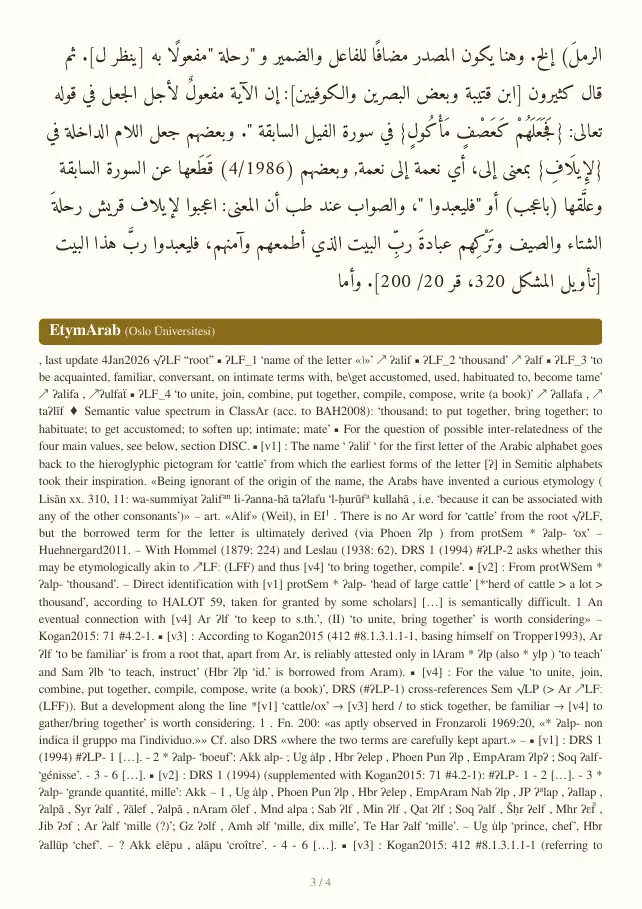 الرملَ) إلخ. وهنا يكون المصدر مضافًا للفاعل والضمير و "رحلة "مفعولًا به [ينظر ل]. ثم
قال كثيرون [ابن قتيبة وبعض البصرين والكوفيين]: إن الآية مفعولٌ لأجل الجعل في قوله
تعالى: {فَجَعَلَهُمْ كَعَصْفٍ مَأْكُولٍ} في سورة الفيل السابقة ". وبعضهم جعل اللام الداخلة في
{لِإِيلَافِ} بمعنى إلى، أي نعمة إلى نعمة, وبعضهم (4/1986) قَطَعها عن السورة السابقة
وعلَّقها (باعجب) أو "فليعبدوا "، والصواب عند طب أن المعنى: اعجبوا لإيلاف قريش رحلةَ
الشتاء والصيف وتَرْكِهم عبادةَ ربِّ البيت الذي أطعمهم وآمنهم، فليعبدوا ربَّ هذا البيت
[تأويل المشكل 320، قر 20/ 200]. وأما
EtymArab (Oslo Üniversitesi)
, last update 4Jan2026 √ʔLF “root” ▪ ʔLF_1 ‘name of the letter «ا»’ ↗ ʔalif ▪ ʔLF_2 ‘thousand’ ↗ ʔalf ▪ ʔLF_3 ‘to
be acquainted, familiar, conversant, on intimate terms with, be\get accustomed, used, habituated to, become tame’
↗ ʔalifa , ↗ʔulfaẗ ▪ ʔLF_4 ‘to unite, join, combine, put together, compile, compose, write (a book)’ ↗ ʔallafa , ↗
taʔlīf ♦ Semantic value spectrum in ClassAr (acc. to BAH2008): ‘thousand; to put together, bring together; to
habituate; to get accustomed; to soften up; intimate; mate’ ▪ For the question of possible inter-relatedness of the
four main values, see below, section DISC. ▪ [v1] : The name ‘ ʔalif ‘ for the first letter of the Arabic alphabet goes
back to the hieroglyphic pictogram for ‘cattle’ from which the earliest forms of the letter [ʔ] in Semitic alphabets
took their inspiration. «Being ignorant of the origin of the name, the Arabs have invented a curious etymology (
Lisān xx. 310, 11: wa-summiyat ʔalifᵃⁿ li-ʔanna-hā taʔlafu ‘l-ḥurūfᵃ kullahā , i.e. ‘because it can be associated with
any of the other consonants’)» – art. «Alif» (Weil), in EI¹ . There is no Ar word for ‘cattle’ from the root √ʔLF,
but the borrowed term for the letter is ultimately derived (via Phoen ʔlp ) from protSem * ʔalp- ‘ox’ –
Huehnergard2011. – With Hommel (1879: 224) and Leslau (1938: 62), DRS 1 (1994) #ʔLP-2 asks whether this
may be etymologically akin to ↗LF: (LFF) and thus [v4] ‘to bring together, compile’. ▪ [v2] : From protWSem *
ʔalp- ‘thousand’. – Direct identification with [v1] protSem * ʔalp- ‘head of large cattle’ [*‘herd of cattle > a lot >
thousand’, according to HALOT 59, taken for granted by some scholars] […] is semantically difficult. 1 An
eventual connection with [v4] Ar ʔlf ‘to keep to s.th.’, (II) ‘to unite, bring together’ is worth considering» –
Kogan2015: 71 #4.2-1. ▪ [v3] : According to Kogan2015 (412 #8.1.3.1.1-1, basing himself on Tropper1993), Ar
ʔlf ‘to be familiar’ is from a root that, apart from Ar, is reliably attested only in lAram * ʔlp (also * ylp ) ‘to teach’
and Sam ʔlb ‘to teach, instruct’ (Hbr ʔlp ‘id.’ is borrowed from Aram). ▪ [v4] : For the value ‘to unite, join,
combine, put together, compile, compose, write (a book)’, DRS (#ʔLP-1) cross-references Sem √LP (> Ar ↗LF:
(LFF)). But a development along the line *[v1] ‘cattle/ox’ → [v3] herd / to stick together, be familiar → [v4] to
gather/bring together’ is worth considering. 1 . Fn. 200: «as aptly observed in Fronzaroli 1969:20, «* ʔalp- non
indica il gruppo ma l’individuo.»» Cf. also DRS «where the two terms are carefully kept apart.» – ▪ [v1] : DRS 1
(1994) #ʔLP- 1 […]. - 2 * ʔalp- ‘boeuf’: Akk alp- ; Ug ảlp , Hbr ʔelep , Phoen Pun ʔlp , EmpAram ʔlpʔ ; Soq ʔalf-
‘génisse’. - 3 - 6 […]. ▪ [v2] : DRS 1 (1994) (supplemented with Kogan2015: 71 #4.2-1): #ʔLP- 1 - 2 […]. - 3 *
ʔalp- ‘grande quantité, mille’: Akk – 1 , Ug ảlp , Phoen Pun ʔlp , Hbr ʔelep , EmpAram Nab ʔlp , JP ʔᵃlap , ʔallap ,
ʔalpā , Syr ʔalf , ʔālef , ʔalpā , nAram ōlef , Mnd alpa ; Sab ʔlf , Min ʔlf , Qat ʔlf ; Soq ʔalf , Šḥr ʔelf , Mhr
Jib ʔɔf ; Ar ʔalf ‘mille (?)’; Gz ʔəlf , Amh əlf ‘mille, dix mille’, Te Har ʔalf ‘mille’. – Ug ủlp ‘prince, chef’, Hbr
ʔallūp ‘chef’. – ? Akk elēpu , alāpu ‘croître’. - 4 - 6 […]. ▪ [v3] : Kogan2015: 412 #8.1.3.1.1-1 (referring to
3 / 4